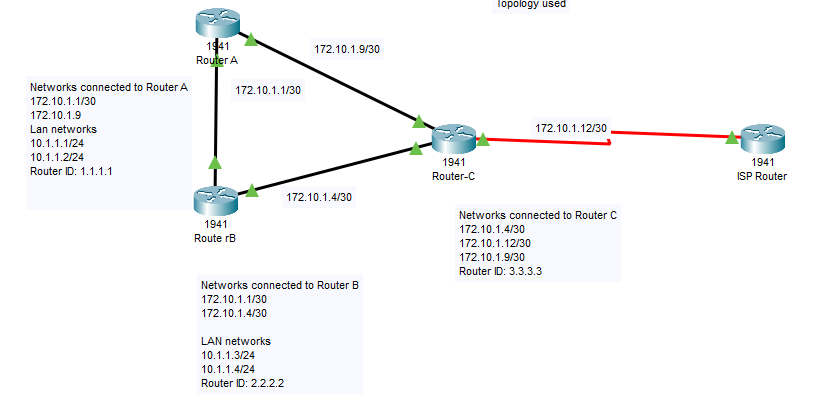 Topology used
1941
Router A
172.10.1.9/30
Networks connected to Router A
172.10.1.1/30
172.10.1.9
Lan networks
10.1.1.1/24
10.1.1.2/24
Router ID: 1.1.1.1
172.10.1.1/30
172.10.1.12/30
1941
Router-C
1941
ISP Router
172.10.1.4/30
1941
Route rB
Networks connected to Router C
172.10.1.4/30
172.10.1.12/30
172.10.1.9/30
Router ID: 3.3.3.3
Networks connected to Router B
172.10.1.1/30
172.10.1.4/30
LAN networks
10.1.1.3/24
10.1.1.4/24
Router ID: 2.2.2.2